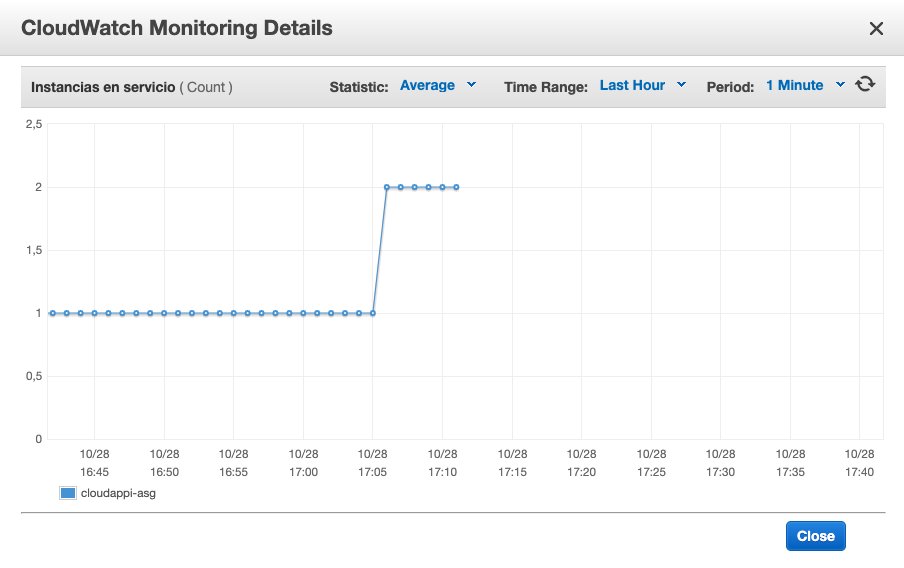 CloudWatch Monitoring Details
Instancias en servicio ( Count ) Statistic: Average Time Range: Last Hour Period: 1 Minute
2,5
2
1,5
1
0,5
0
10/28 10/28 10/28 10/28 10/28 10/28 10/28 10/28 10/28 10/28 10/28 10/28
16:45 16:50 16:55 17:00 17:05 17:10 17:15 17:20 17:25 17:30 17:35 17:40
cloudappi-asg
Close